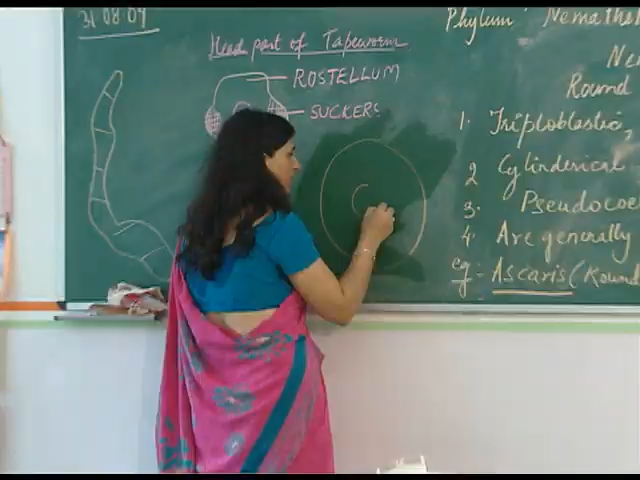 31 08 09
Head part of Tapeworm
ROSTELLUM
SUCKERS
Phylum Nemathel
Ne
Round
1. Triploblastic,
2 Cylinderical
3. Pseudocoe
4. Are generally
eg: Ascaris (Round